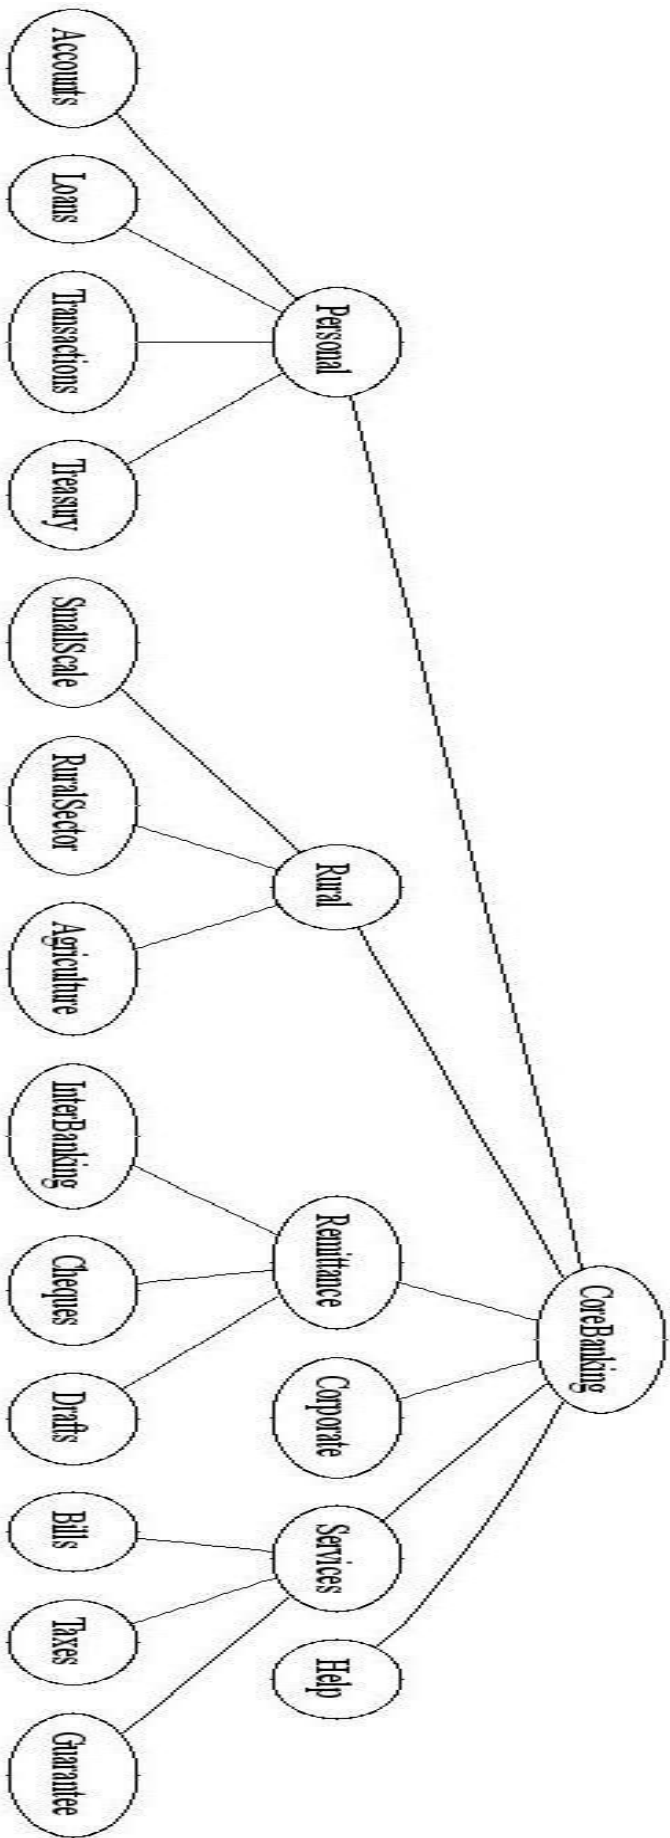 CoreBanking
Personal
Rural
Remittance
Corporate
Services
Help
Accounts
Loans
Transactions
Treasury
SmallScale
RuralSector
Agriculture
InterBanking
Cheques
Drafts
Bills
Taxes
Guarantee